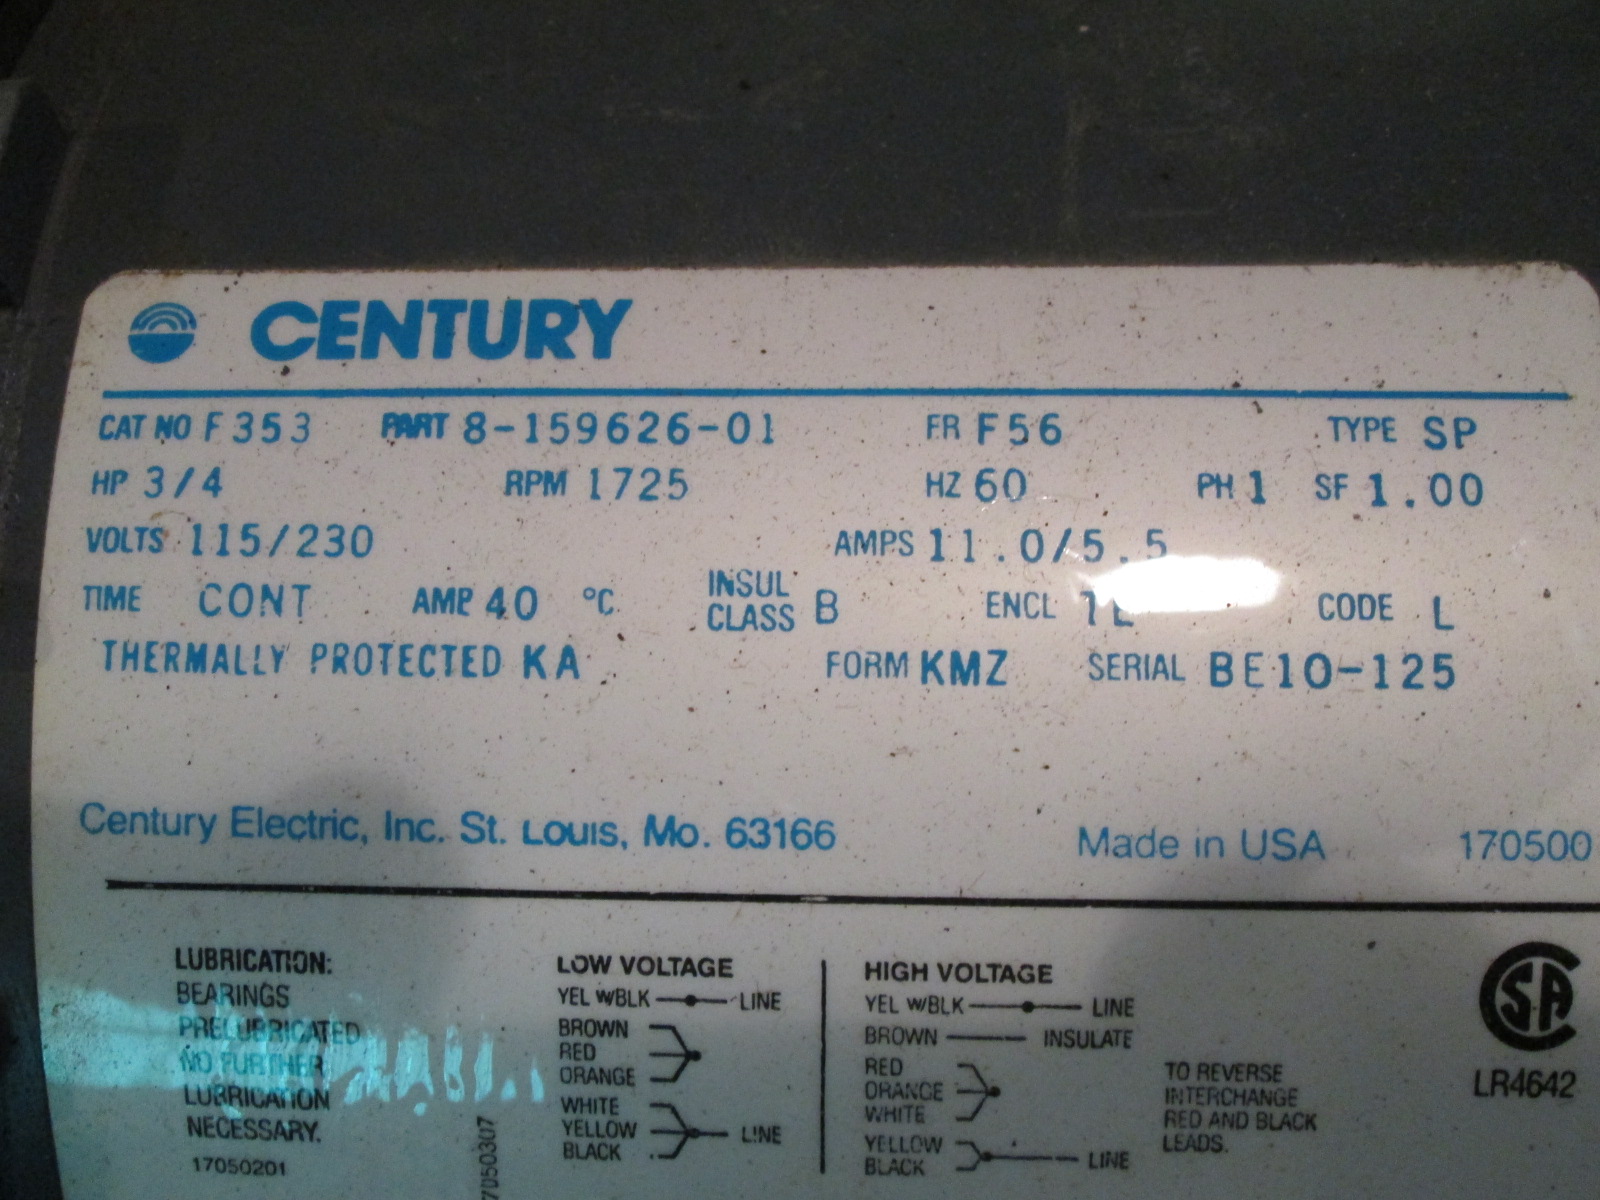 CENTURY
CAT NO F353 PART 8-159626-01 FR F56 TYPE SP
HP 3/4 RPM 1725 HZ 60 PH 1 SF 1.00
VOLTS 115/230 AMPS 11.0/5.5
TIME CONT AMP 40 °C INSUL CLASS B ENCL CODE L
THERMALLY PROTECTED KA FORM KMZ SERIAL BE10-125
Century Electric, Inc. St. Louis, Mo. 63166 Made in USA 170500
LUBRICATION:
BEARINGS
PRELUBRICATED
NO FURTHER
LUBRICATION
NECESSARY.
17050201
7050307
LOW VOLTAGE
YEL W/BLK LINE
BROWN
RED
ORANGE
WHITE
YELLOW LINE
BLACK
HIGH VOLTAGE
YEL W/BLK LINE
BROWN INSULATE
RED
ORANGE
WHITE
YELLOW
BLACK LINE
TO REVERSE
INTERCHANGE
RED AND BLACK
LEADS.
CSA
LR4642